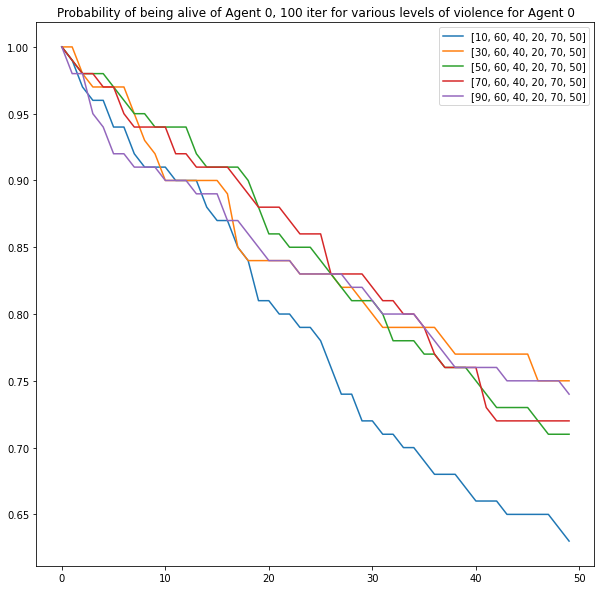 Probability of being alive of Agent 0, 100 iter for various levels of violence for Agent 0
[10, 60, 40, 20, 70, 50]
[30, 60, 40, 20, 70, 50]
[50, 60, 40, 20, 70, 50]
[70, 60, 40, 20, 70, 50]
[90, 60, 40, 20, 70, 50]
1.00
0.95
0.90
0.85
0.80
0.75
0.70
0.65
0 10 20 30 40 50